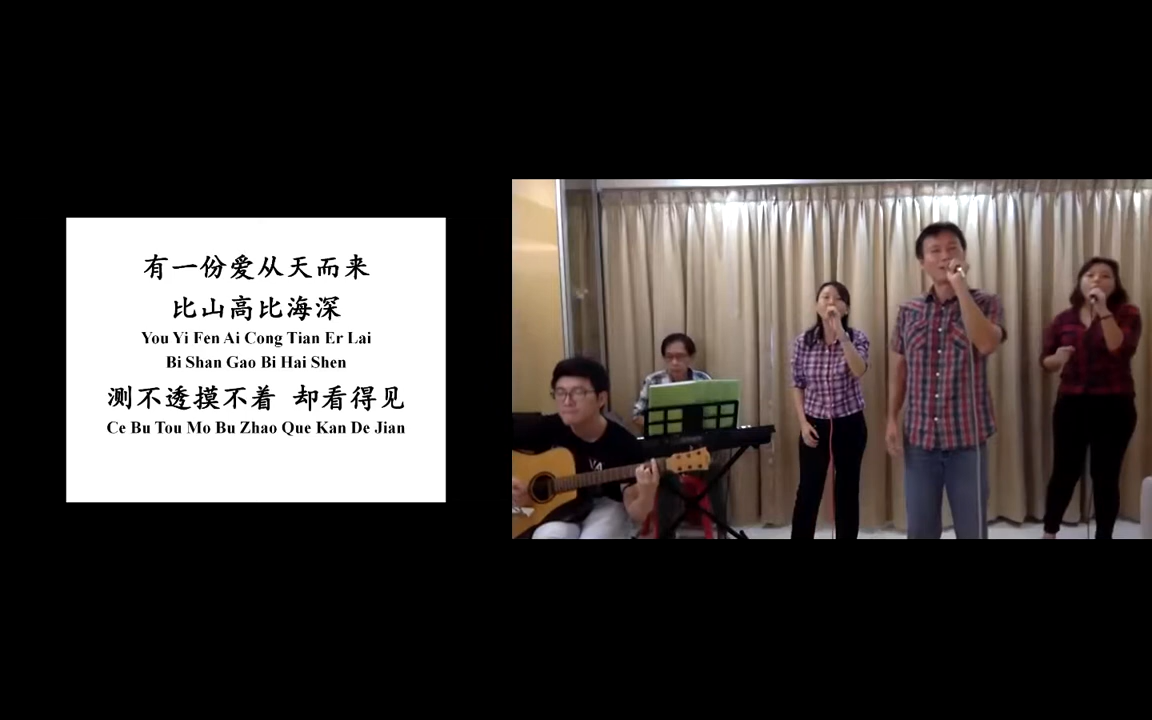 有一份爱从天而来
比山高比海深
You Yi Fen Ai Cong Tian Er Lai
Bi Shan Gao Bi Hai Shen
测不透摸不着 却看得见
Ce Bu Tou Mo Bu Zhao Que Kan De Jian